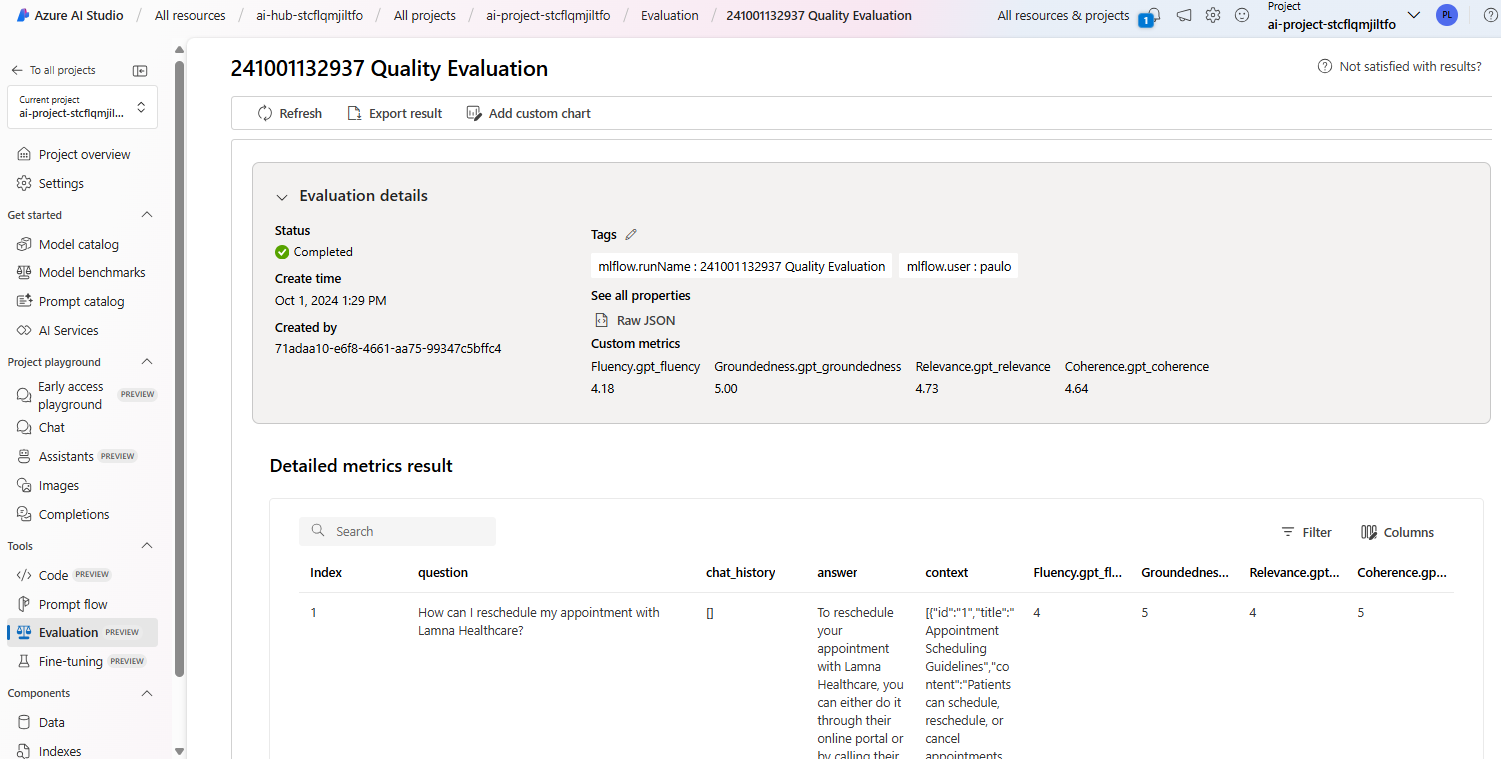 Azure AI Studio / All resources / ai-hub-stcflqmjiltfo / All projects / ai-project-stcflqmjiltfo / Evaluation / 241001132937 Quality Evaluation
All resources & projects
1
Project
ai-project-stcflqmjiltfo
PL
To all projects
Current project
ai-project-stcflqmjil...
Project overview
Settings
Get started
Model catalog
Model benchmarks
Prompt catalog
AI Services
Project playground
Early access
playground PREVIEW
Chat
Assistants PREVIEW
Images
Completions
Tools
Code PREVIEW
Prompt flow
Evaluation PREVIEW
Fine-tuning PREVIEW
Components
Data
Indexes
241001132937 Quality Evaluation
Not satisfied with results?
Refresh Export result Add custom chart
Evaluation details
Status
Completed
Create time
Oct 1, 2024 1:29 PM
Created by
71adaa10-e6f8-4661-aa75-99347c5bffc4
Tags
mlflow.runName : 241001132937 Quality Evaluation mlflow.user : paulo
See all properties
Raw JSON
Custom metrics
Fluency.gpt_fluency Groundedness.gpt_groundedness Relevance.gpt_relevance Coherence.gpt_coherence
4.18 5.00 4.73 4.64
Detailed metrics result
Search
Filter Columns
Index question chat_history answer context Fluency.gpt_fl... Groundednes... Relevance.gpt... Coherence.gp...
1
How can I reschedule my appointment with
Lamna Healthcare?
[]
To reschedule
your
appointment
with Lamna
Healthcare, you
can either do it
through their
online portal or
by calling their
[{"id":"1","title":"
Appointment
Scheduling
Guidelines","co
ntent":"Patients
can schedule,
reschedule, or
cancel
appointments
4 5 4 5